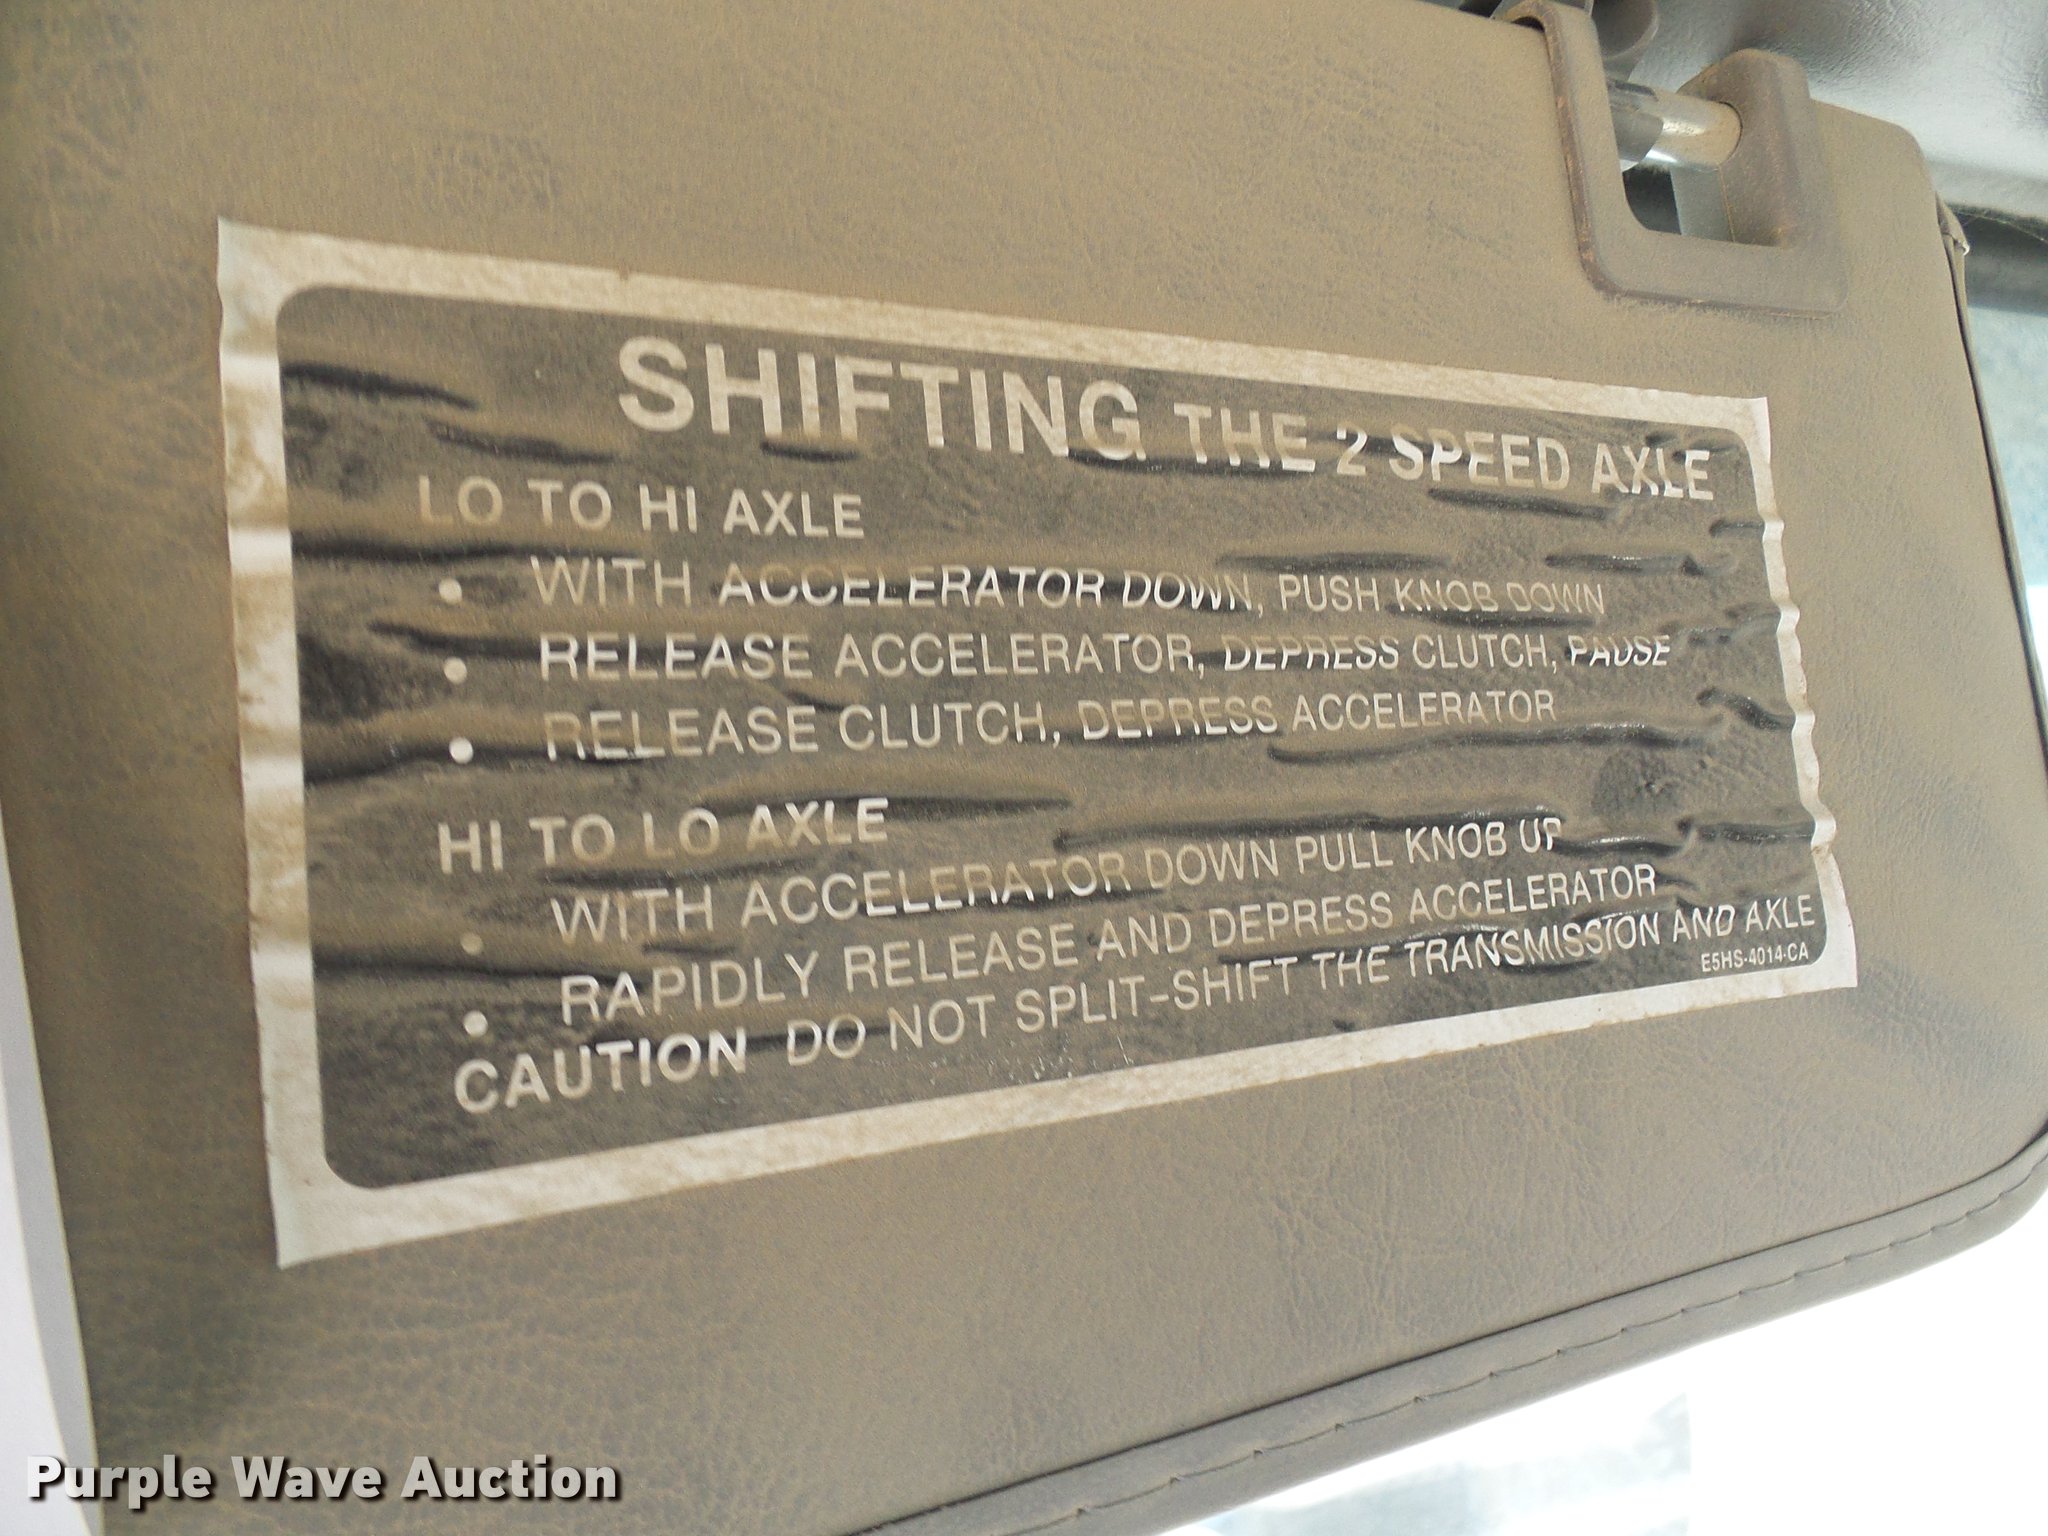 SHIFTING THE 2 SPEED AXLE
LO TO HI AXLE
• WITH ACCELERATOR DOWN, PUSH KNOB DOWN
• RELEASE ACCELERATOR, DEPRESS CLUTCH, PAUSE
• RELEASE CLUTCH, DEPRESS ACCELERATOR
HI TO LO AXLE
• WITH ACCELERATOR DOWN PULL KNOB UP
• RAPIDLY RELEASE AND DEPRESS ACCELERATOR
CAUTION DO NOT SPLIT-SHIFT THE TRANSMISSION AND AXLE
E5HS-4014-CA
Purple Wave Auction